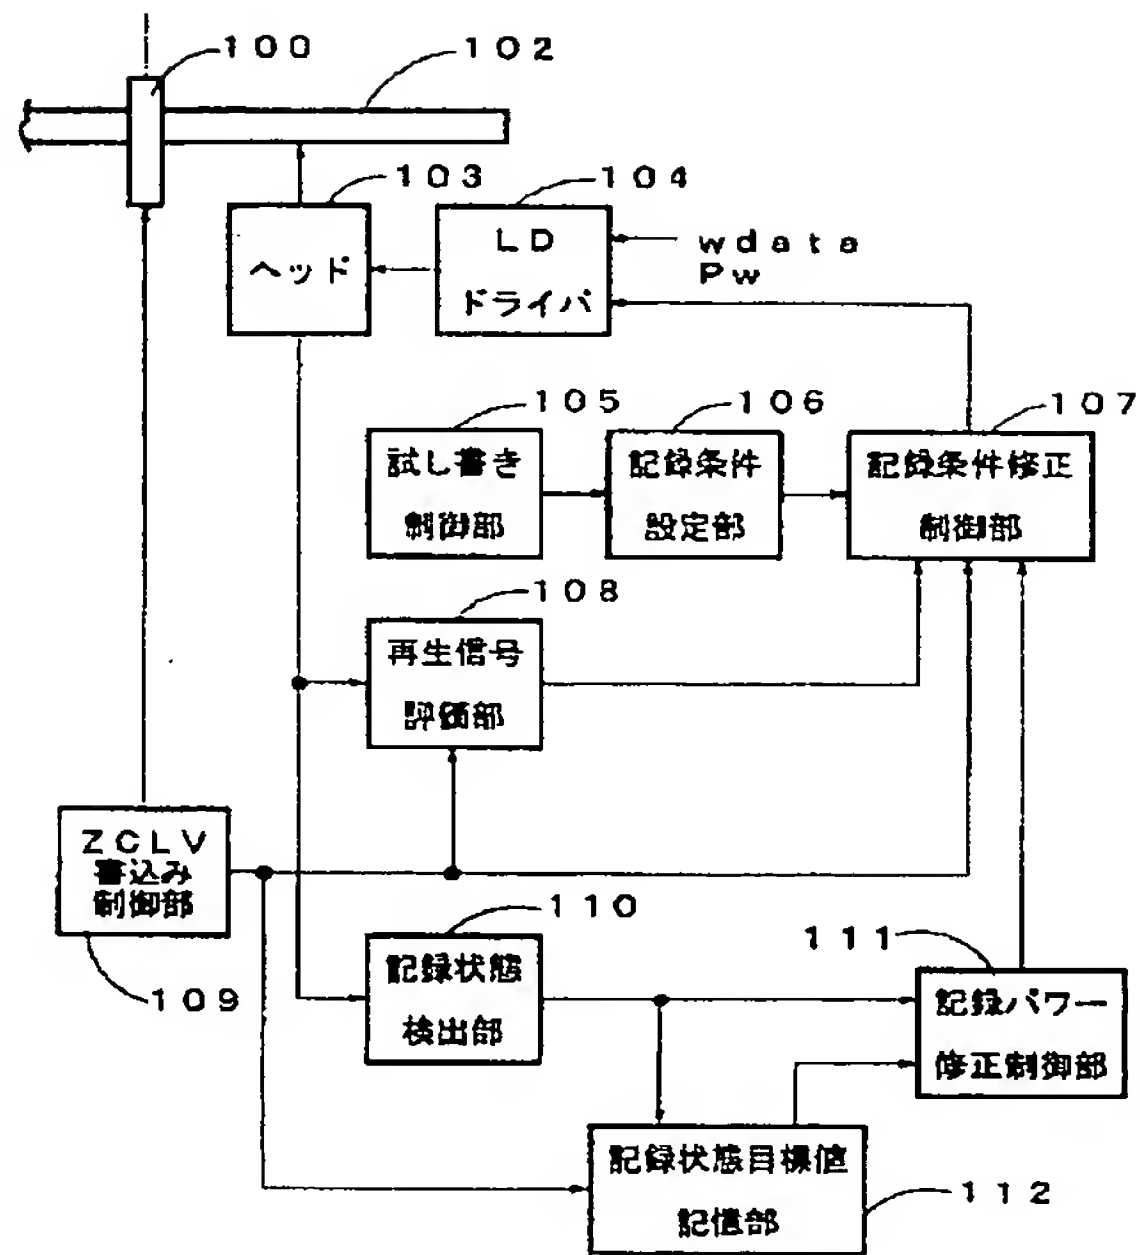 100
102
103
104
ヘッド
LD
ドライバ
wdata
Pw
105
106
107
試し書き
制御部
記録条件
設定部
記録条件修正
制御部
108
再生信号
評価部
ZCLV
書込み
制御部
109
110
記録状態
検出部
111
記録パワー
修正制御部
記録状態目標値
記憶部
112